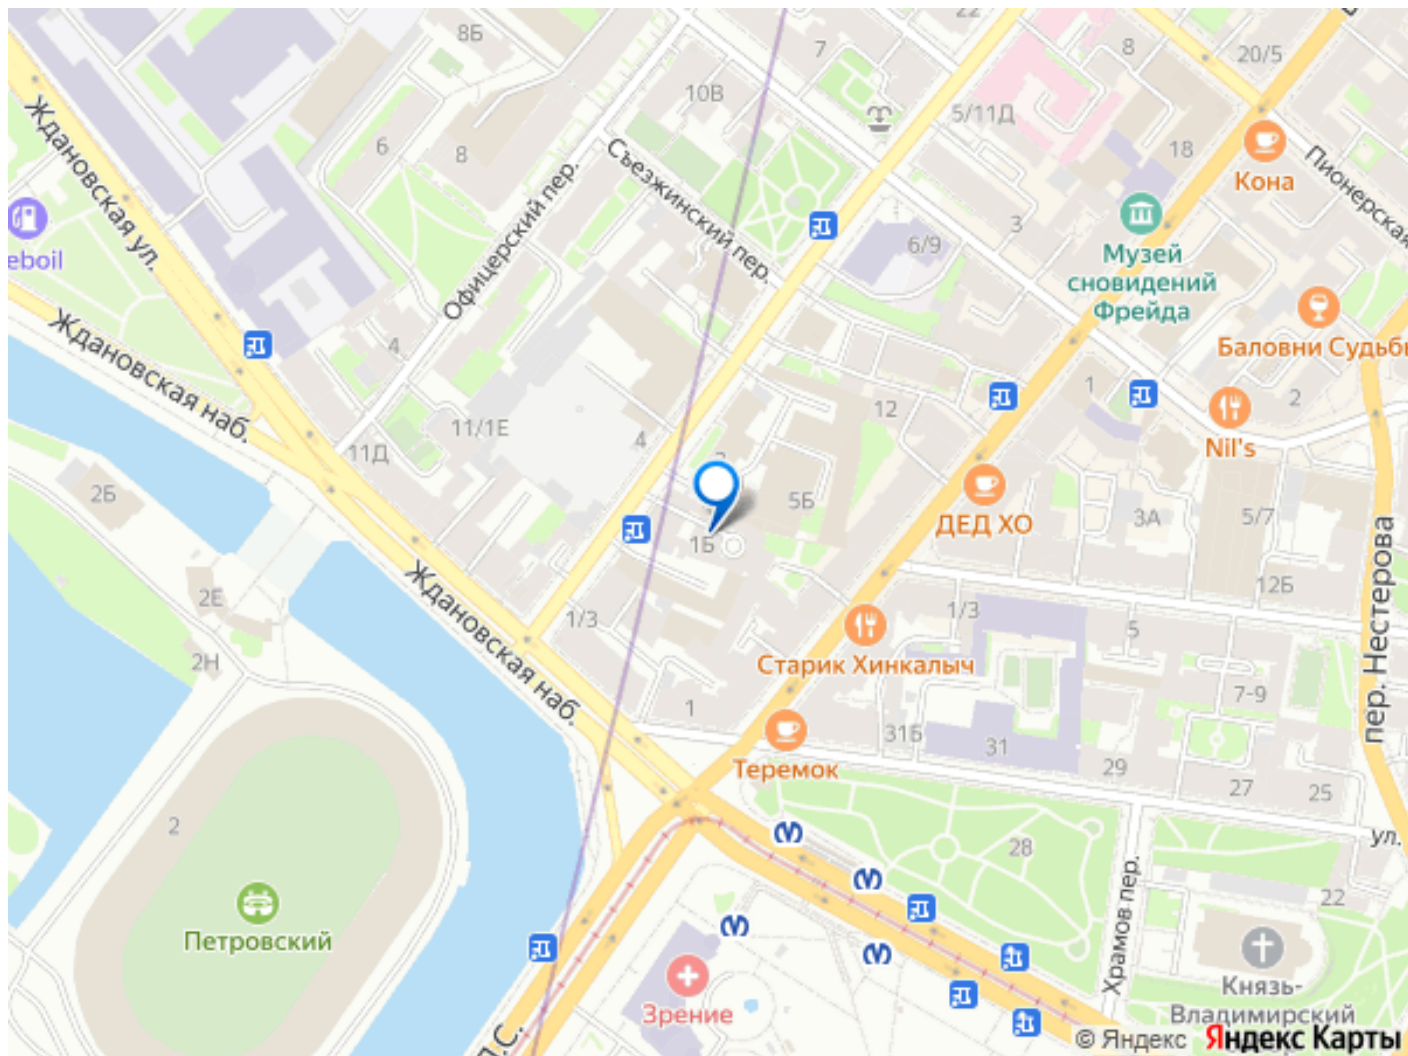 8Б
22
7
8
20/5
10В
5/11Д
6
8
18
Кона
Пионерская
Съезжинский пер.
Ждановская ул.
Офицерский пер.
3
6/9
Музей
сновидений
Фрейда
eboil
Ждановская наб.
4
Баловни Судьбы
1
2
12
11/1Е
4
11Д
Nil's
2Б
5Б
ДЕД ХО
3А
5/7
1Б
пер. Нестерова
12Б
2Е
Ждановская наб.
1/3
1/3
5
2Н
Старик Хинкалыч
7-9
1
31Б
31
Теремок
29
27
25
2
28
ул.
22
Храмов пер.
Петровский
Зрение
Князь-
Владимирский
© Яндекс Яндекс Карты